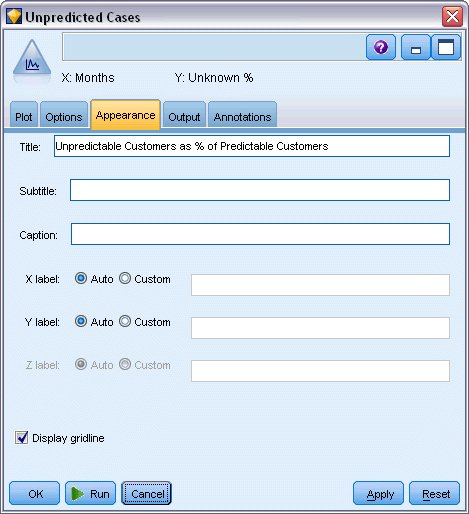 Unpredicted Cases
X: Months Y: Unknown %
Plot Options Appearance Output Annotations
Title: Unpredictable Customers as % of Predictable Customers
Subtitle:
Caption:
X label: Auto Custom
Y label: Auto Custom
Z label: Auto Custom
Display gridline
OK Run Cancel Apply Reset